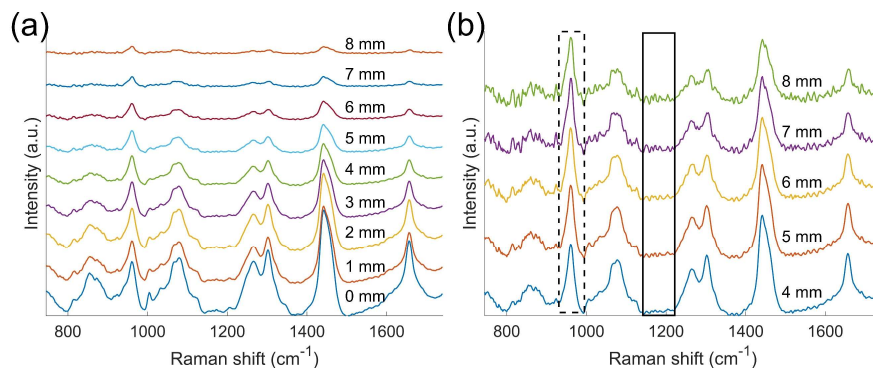 (a)
8 mm
7 mm
6 mm
5 mm
4 mm
3 mm
2 mm
1 mm
0 mm
Intensity (a.u.)
800 1000 1200 1400 1600
Raman shift (cm⁻¹)
(b)
8 mm
7 mm
6 mm
5 mm
4 mm
Intensity (a.u.)
800 1000 1200 1400 1600
Raman shift (cm⁻¹)